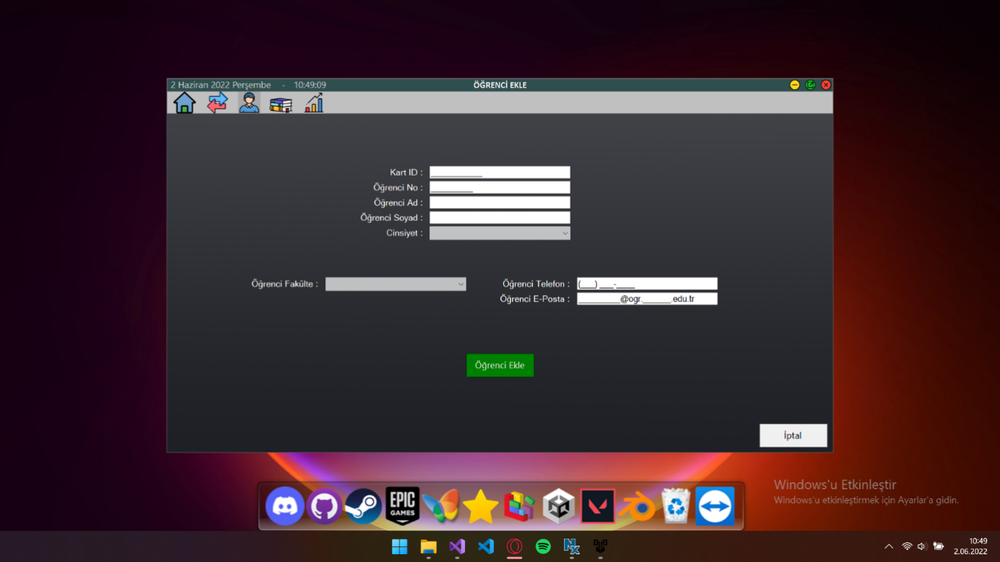 2 Haziran 2022 Perşembe - 10:49:09
ÖĞRENCİ EKLE
Kart ID : ___________
Öğrenci No : _________
Öğrenci Ad :
Öğrenci Soyad :
Cinsiyet :
Öğrenci Fakülte :
Öğrenci Telefon : (___) ___-____
Öğrenci E-Posta : _________@ogr.______.edu.tr
Öğrenci Ekle
İptal
Windows'u Etkinleştir
Windows'u etkinleştirmek için Ayarlar'a gidin.
EPIC
GAMES
10:49
2.06.2022